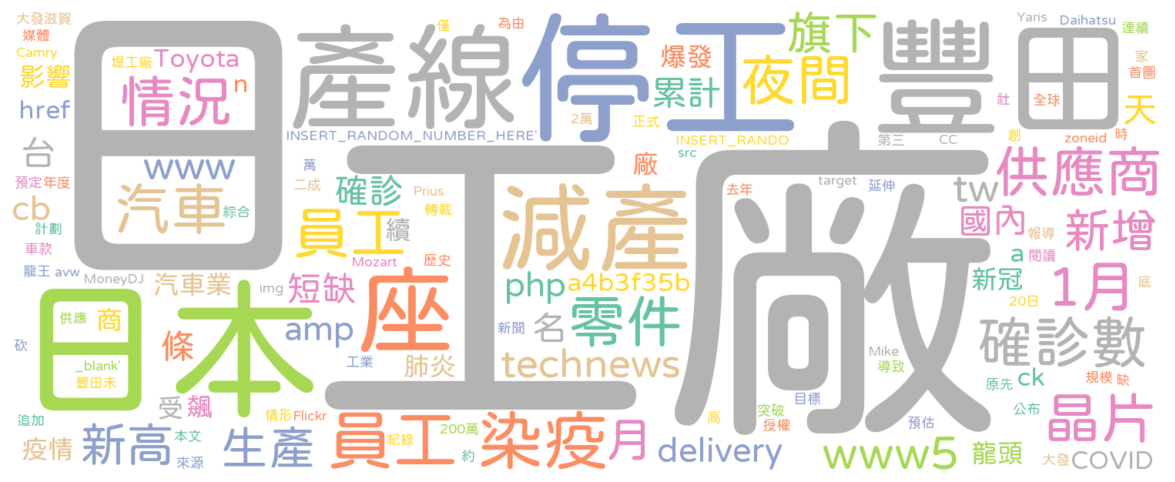 大發滋賀
媒體
Camry
影響
href
台
預定 年度
cb
計劃
車款
龍王 avw
日
堤工廠 Toyota
情況 n
www
汽車
綜合
MoneyDJ 汽車業 img
產線
停工
僅 為由
爆發
累計
夜間
旗下
豐田
Yaris Daihatsu 連續
家
首圖
社 全球
天
INSERT_RANDOM_NUMBER_HERE'
2萬 正式
INSERT_RANDO
第三 CC
創 zoneid 時
萬
二成
確診 Prius
轉載
員工 續
Mozart 歷史
短缺
工廠
減產
廠 src
去年
target 延伸
tw 供應商
國內 新增
報導
a 閱讀
新冠 1月
底
20日
php a4b3f35b
零件
名
新聞
technews
座
肺炎
工業
amp
條
日本
供應 商
_blank'
豐田未
砍
Mike
導致
確診數
原先 ck 規模 缺
目標
公布
晶片
預估
受 飆
追加
疫情 新高 本文
來源
生產
情形 Flickr
員工 紀錄
200萬
約
染疫 月
高 突破
授權
delivery
www5 龍頭
大發 COVID